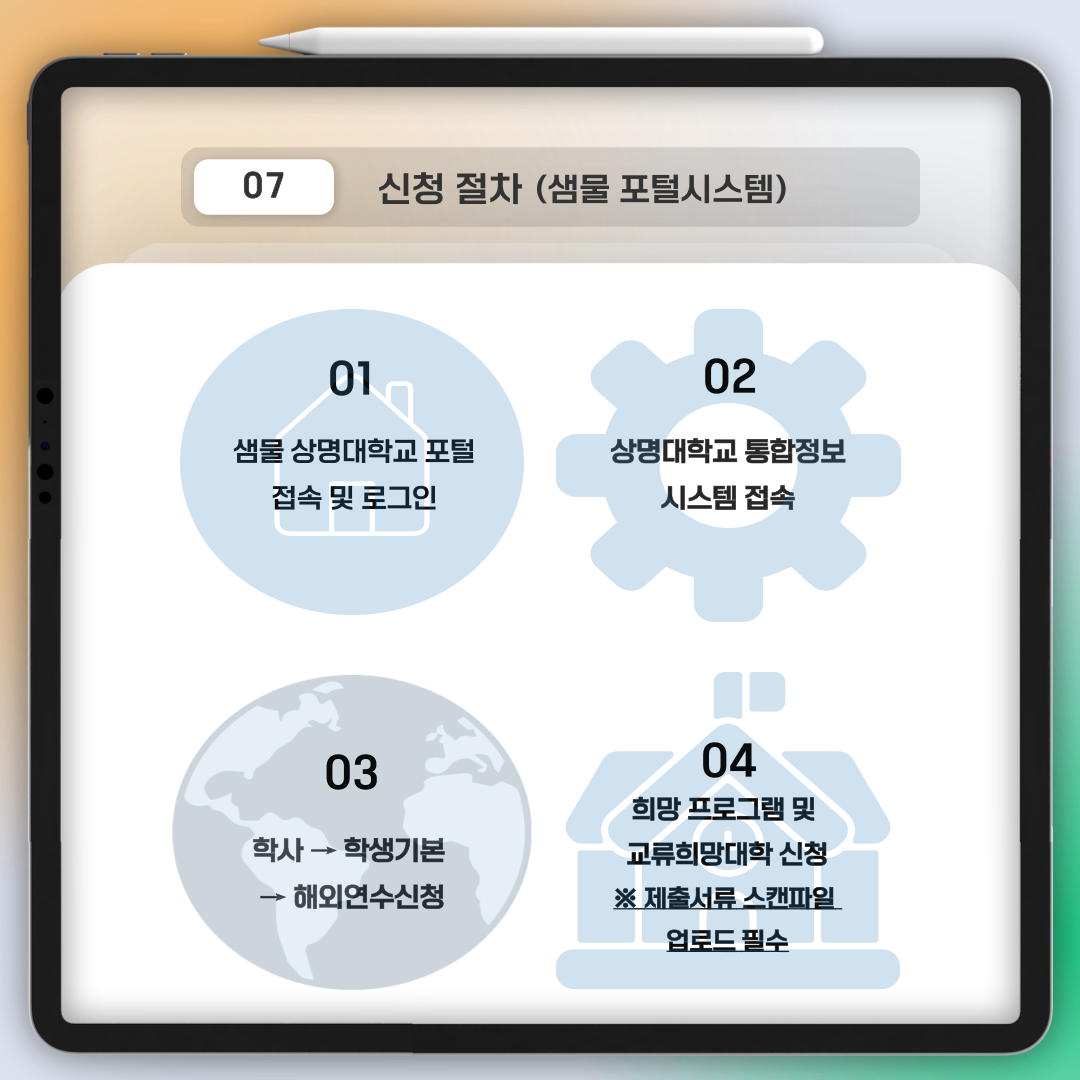 07 신청 절차 (샘물 포털시스템)
01
샘물 상명대학교 포털
접속 및 로그인
02
상명대학교 통합정보
시스템 접속
03
학사 → 학생기본
→ 해외연수신청
04
희망 프로그램 및
교류희망대학 신청
※ 제출서류 스캔파일
업로드 필수